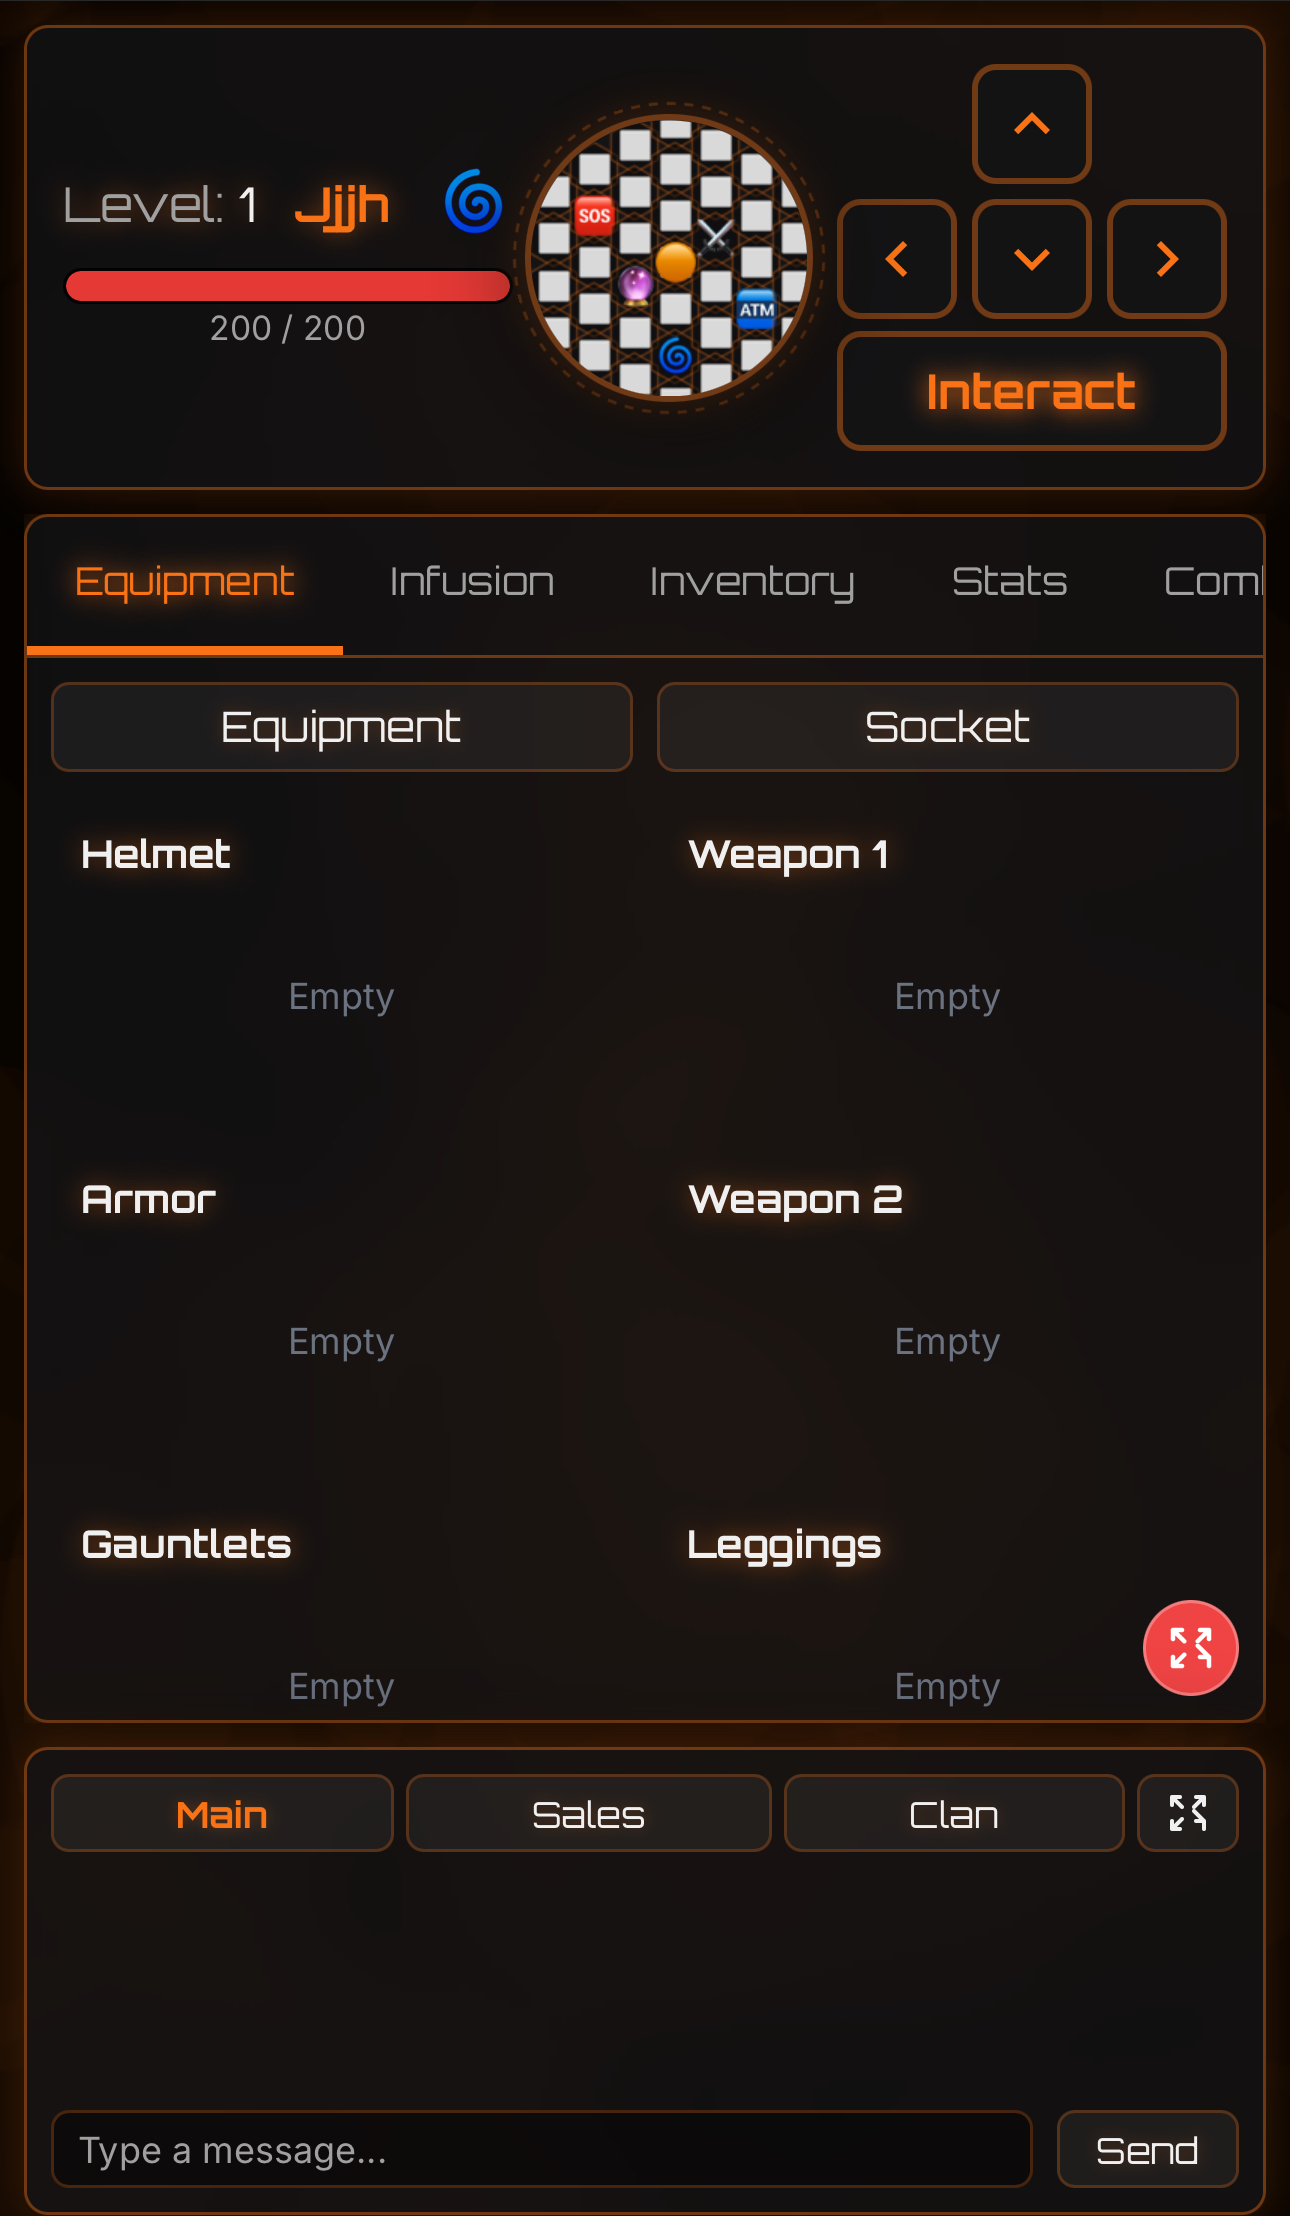 Level: 1 Jjjh
200 / 200
SOS
ATM
Interact
Equipment Infusion Inventory Stats Com
Equipment Socket
Helmet Weapon 1
Empty Empty
Armor Weapon 2
Empty Empty
Gauntlets Leggings
Empty Empty
Main Sales Clan
Type a message... Send